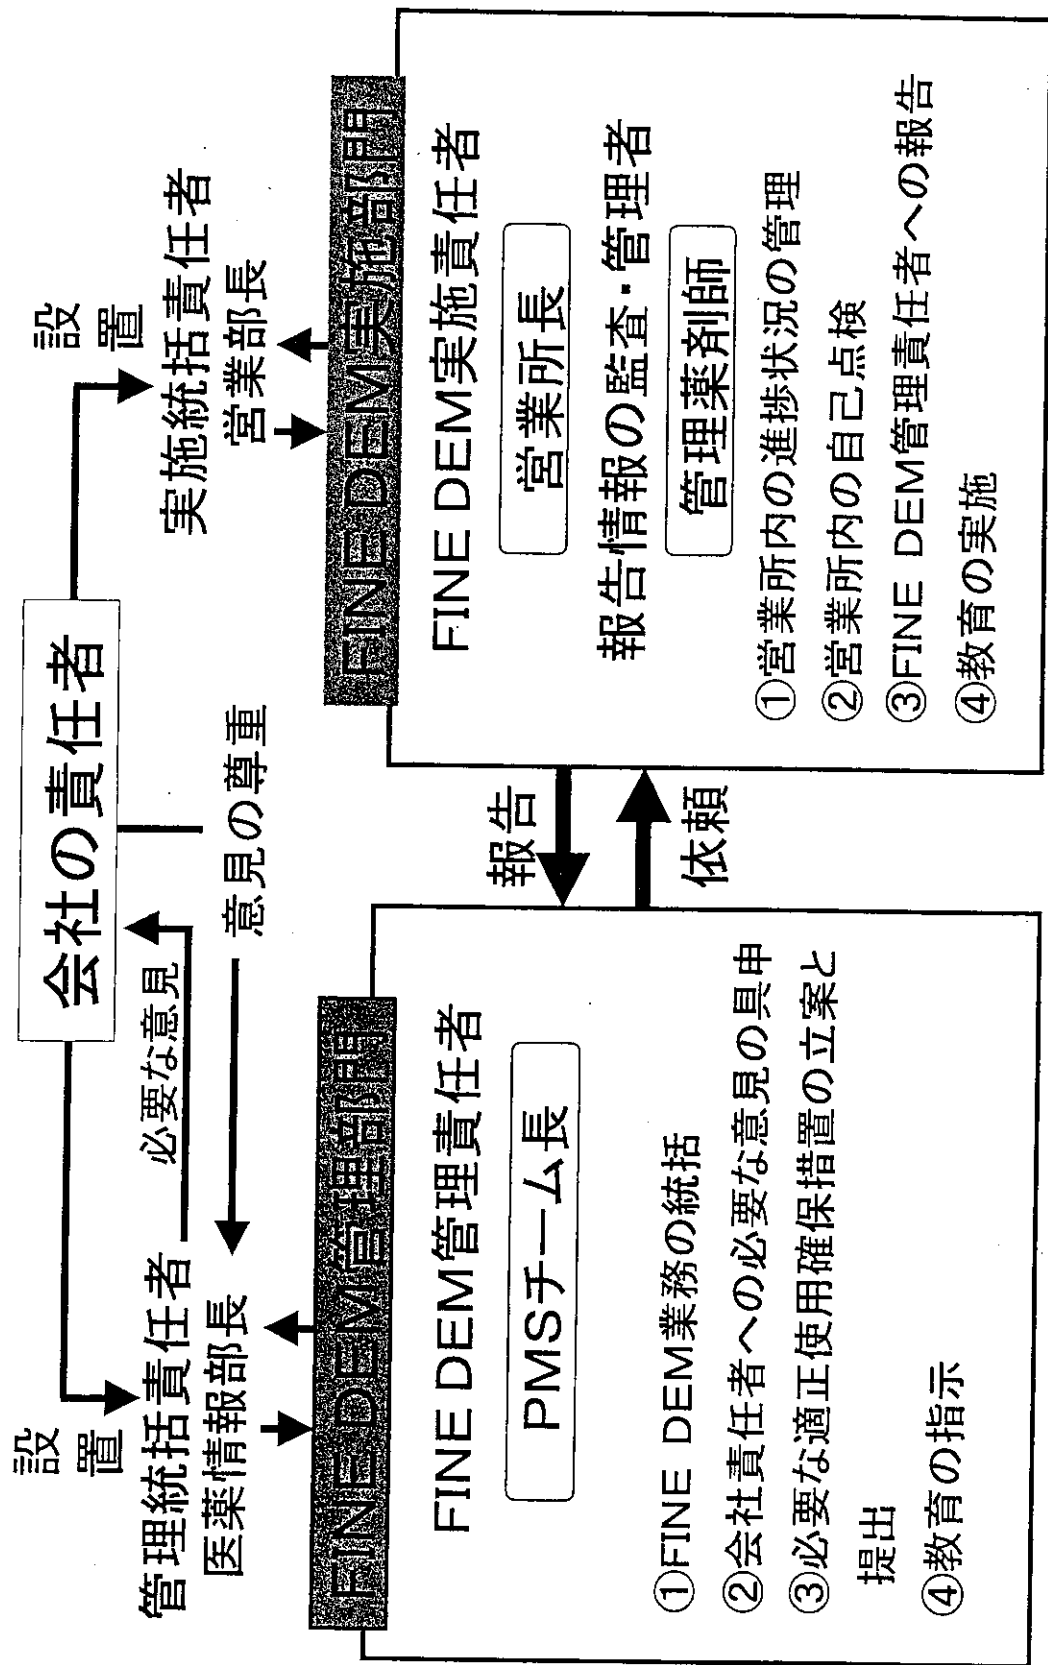 会社の責任者
設置
設置
必要な意見
意見の尊重
管理統括責任者
医薬情報部長
実施統括責任者
営業部長
FINE DEM管理部門
FINE DEM管理責任者
PMSチーム長
①FINE DEM業務の統括
②会社責任者への必要な意見の具申
③必要な適正使用確保措置の立案と
提出
④教育の指示
報告
依頼
FINE DEM実施部門
FINE DEM実施責任者
営業所長
報告情報の監査・管理者
管理薬剤師
①営業所内の進捗状況の管理
②営業所内の自己点検
③FINE DEM管理責任者への報告
④教育の実施